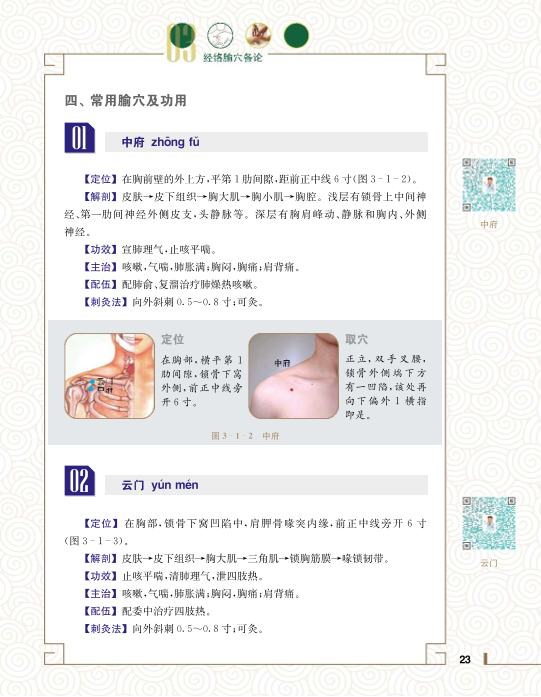 03
经络腧穴各论
四、常用腧穴及功用
01
中府 zhōng fǔ
【定位】在胸前壁的外上方,平第1肋间隙,距前正中线6寸(图3-1-2)。
【解剖】皮肤→皮下组织→胸大肌→胸小肌→胸腔。浅层有锁骨上中间神
经、第一肋间神经外侧皮支,头静脉等。深层有胸肩峰动、静脉和胸内、外侧
神经。
【功效】宣肺理气,止咳平喘。
【主治】咳嗽,气喘,肺胀满;胸闷,胸痛;肩背痛。
【配伍】配肺俞、复溜治疗肺燥热咳嗽。
【刺灸法】向外斜刺0.5~0.8寸;可灸。
中府
定位
在胸部,横平第1
肋间隙,锁骨下窝
外侧,前正中线旁
开6寸。
中府
取穴
正立,双手叉腰,
锁骨外侧端下方
有一凹陷,该处再
向下偏外1横指
即是。
图3-1-2 中府
02
云门 yún mén
【定位】在胸部,锁骨下窝凹陷中,肩胛骨喙突内缘,前正中线旁开6寸
(图3-1-3)。
【解剖】皮肤→皮下组织→胸大肌→三角肌→锁胸筋膜→喙锁韧带。
【功效】止咳平喘,清肺理气,泄四肢热。
【主治】咳嗽,气喘,肺胀满;胸闷,胸痛;肩背痛。
【配伍】配委中治疗四肢热。
【刺灸法】向外斜刺0.5~0.8寸;可灸。
中府
云门
23